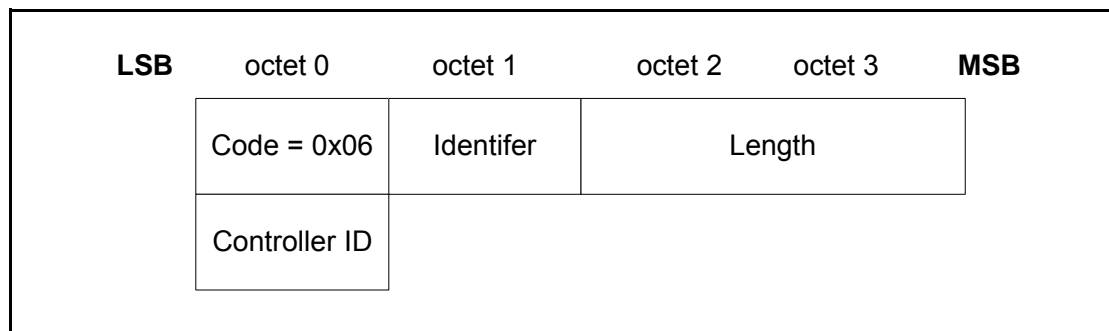 LSB octet 0 octet 1 octet 2 octet 3 MSB
Code = 0x06 Identifer Length
Controller ID